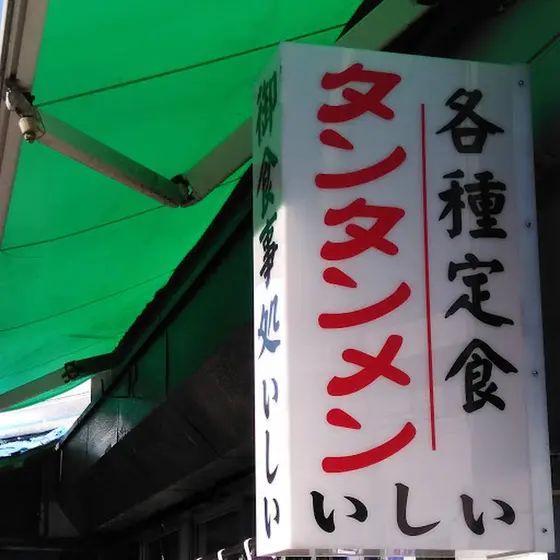 各種定食
タンタンメン
いしい
御食事処 いしい